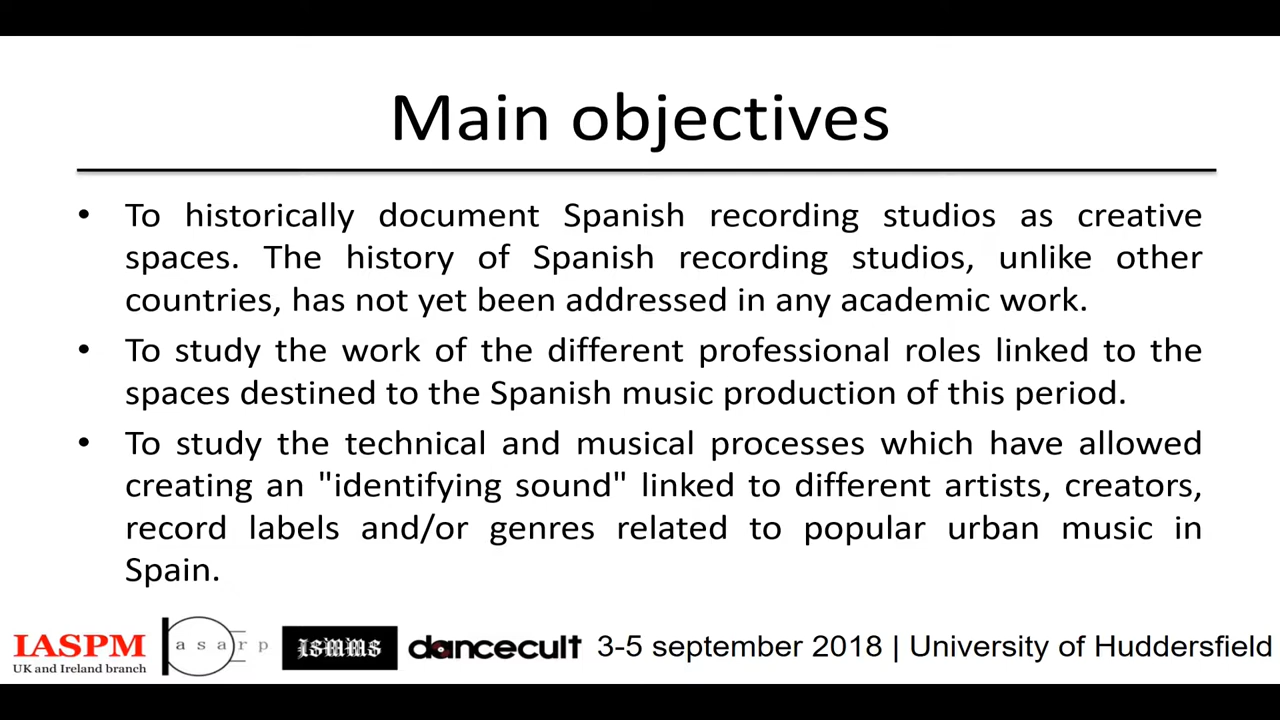 Main objectives
• To historically document Spanish recording studios as creative
spaces. The history of Spanish recording studios, unlike other
countries, has not yet been addressed in any academic work.
• To study the work of the different professional roles linked to the
spaces destined to the Spanish music production of this period.
• To study the technical and musical processes which have allowed
creating an "identifying sound" linked to different artists, creators,
record labels and/or genres related to popular urban music in
Spain.
IASPM
UK and Ireland branch
asarp
ISMMS
dancecult
3-5 september 2018 | University of Huddersfield